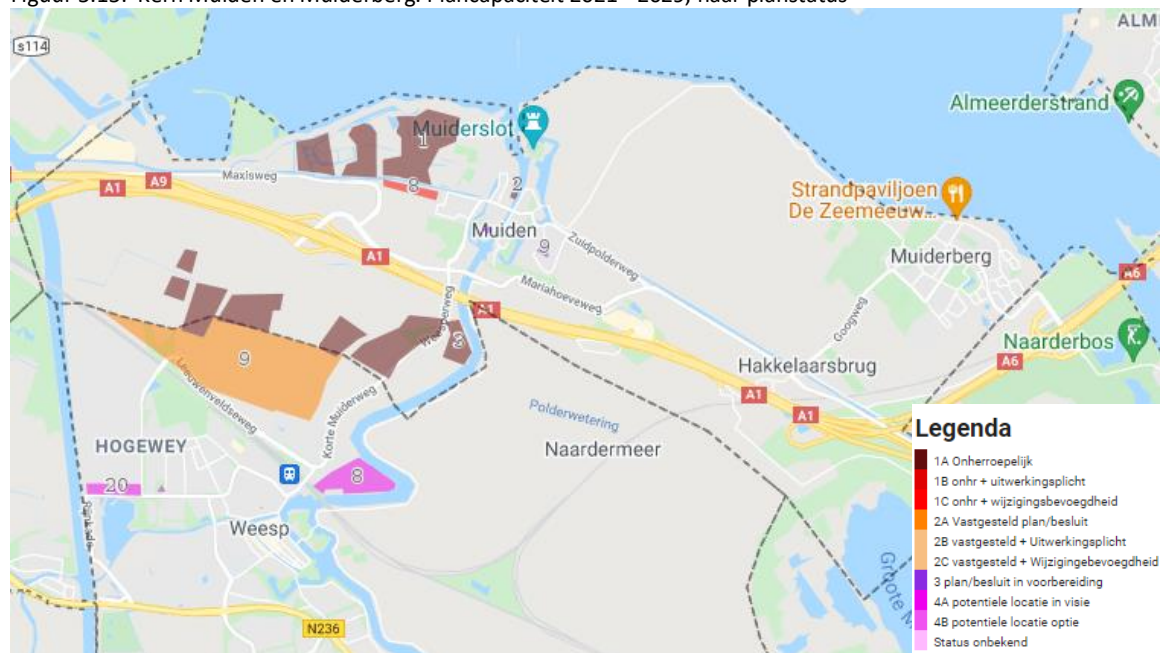 Figuur 3.13: Kern Muiden en Muiderberg. Plancapaciteit 2021 - 2029, naar planstatus
s114
ALM
Almeerderstrand
Muiderslot
1
A1
A9
Maxisweg
8
2
Strandpaviljoen
De Zeemeeuw...
Muiden
9
Zuidpolderweg
Muiderberg
A1
Mariahoeveweg
A6
A1
Weesperweg
Googweg
3
Naarderbos
9
Leeuwenveldseweg
Hakkelaarsbrug
A6
A1
A1
Korte Muiderweg
Polderwetering
HOGEWEY
Naardermeer
8
20
Weesp
N236
Groote M
Legenda
1A Onherroepelijk
1B onhr + uitwerkingsplicht
1C onhr + wijzigingsbevoegdheid
2A Vastgesteld plan/besluit
2B vastgesteld + Uitwerkingsplicht
2C vastgesteld + Wijzigingebevoegdheid
3 plan/besluit in voorbereiding
4A potentiele locatie in visie
4B potentiele locatie optie
Status onbekend